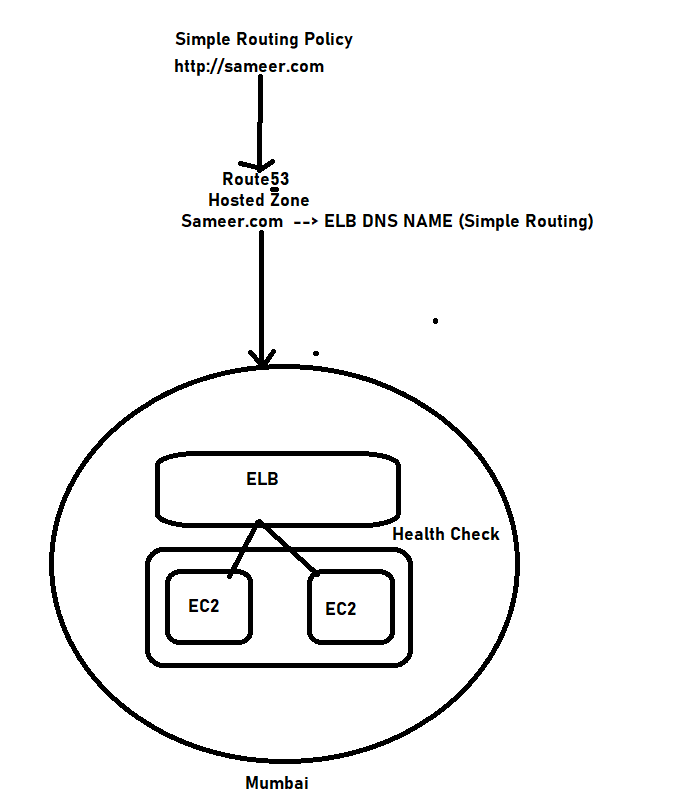 Simple Routing Policy
http://sameer.com
Route53
Hosted Zone
Sameer.com --> ELB DNS NAME (Simple Routing)
ELB
Health Check
EC2
EC2
Mumbai